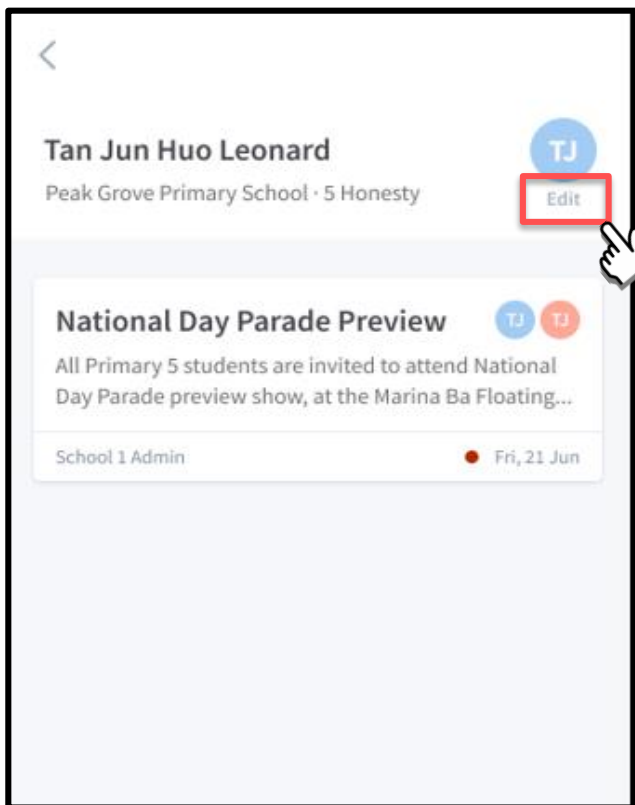 Tan Jun Huo Leonard
TJ
Peak Grove Primary School · 5 Honesty
Edit
National Day Parade Preview
TJ TJ
All Primary 5 students are invited to attend National
Day Parade preview show, at the Marina Ba Floating...
School 1 Admin
Fri, 21 Jun